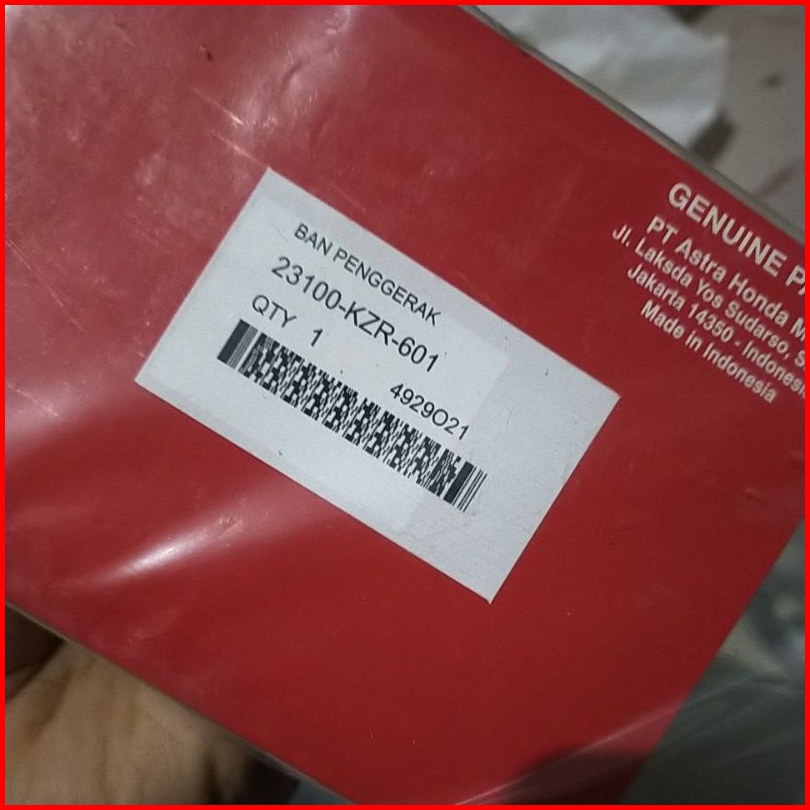 BAN PENGGERAK
23100-KZR-601
QTY 1
4929O21
GENUINE
PT Astra Honda
Jl. Laksda Yos Sudarso,
Jakarta 14350 - Indonesia
Made in Indonesia